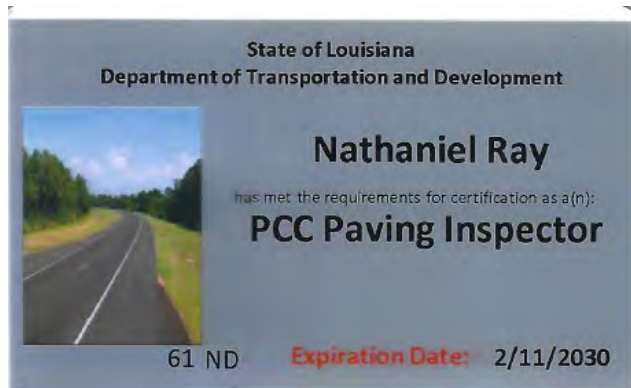 State of Louisiana
Department of Transportation and Development
Nathaniel Ray
has met the requirements for certification as a(n):
PCC Paving Inspector
61 ND Expiration Date: 2/11/2030